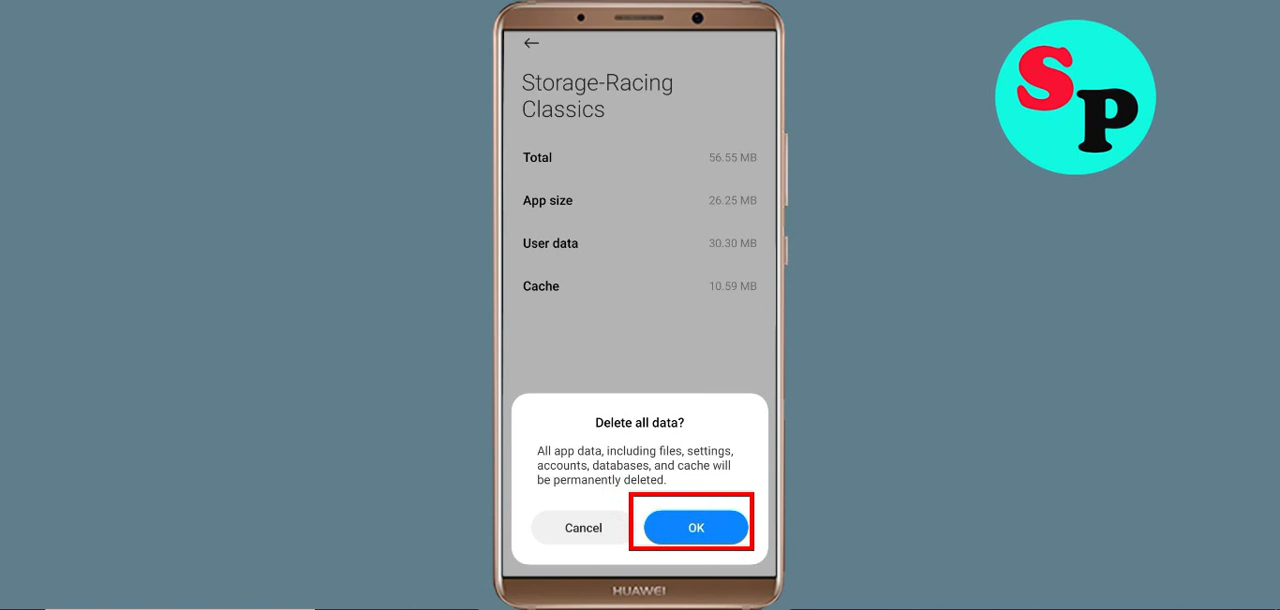 Storage-Racing
Classics
Total 56.55 MB
App size 26.25 MB
User data 30.30 MB
Cache 10.59 MB
Delete all data?
All app data, including files, settings,
accounts, databases, and cache will
be permanently deleted.
Cancel OK
HUAWEI
SP